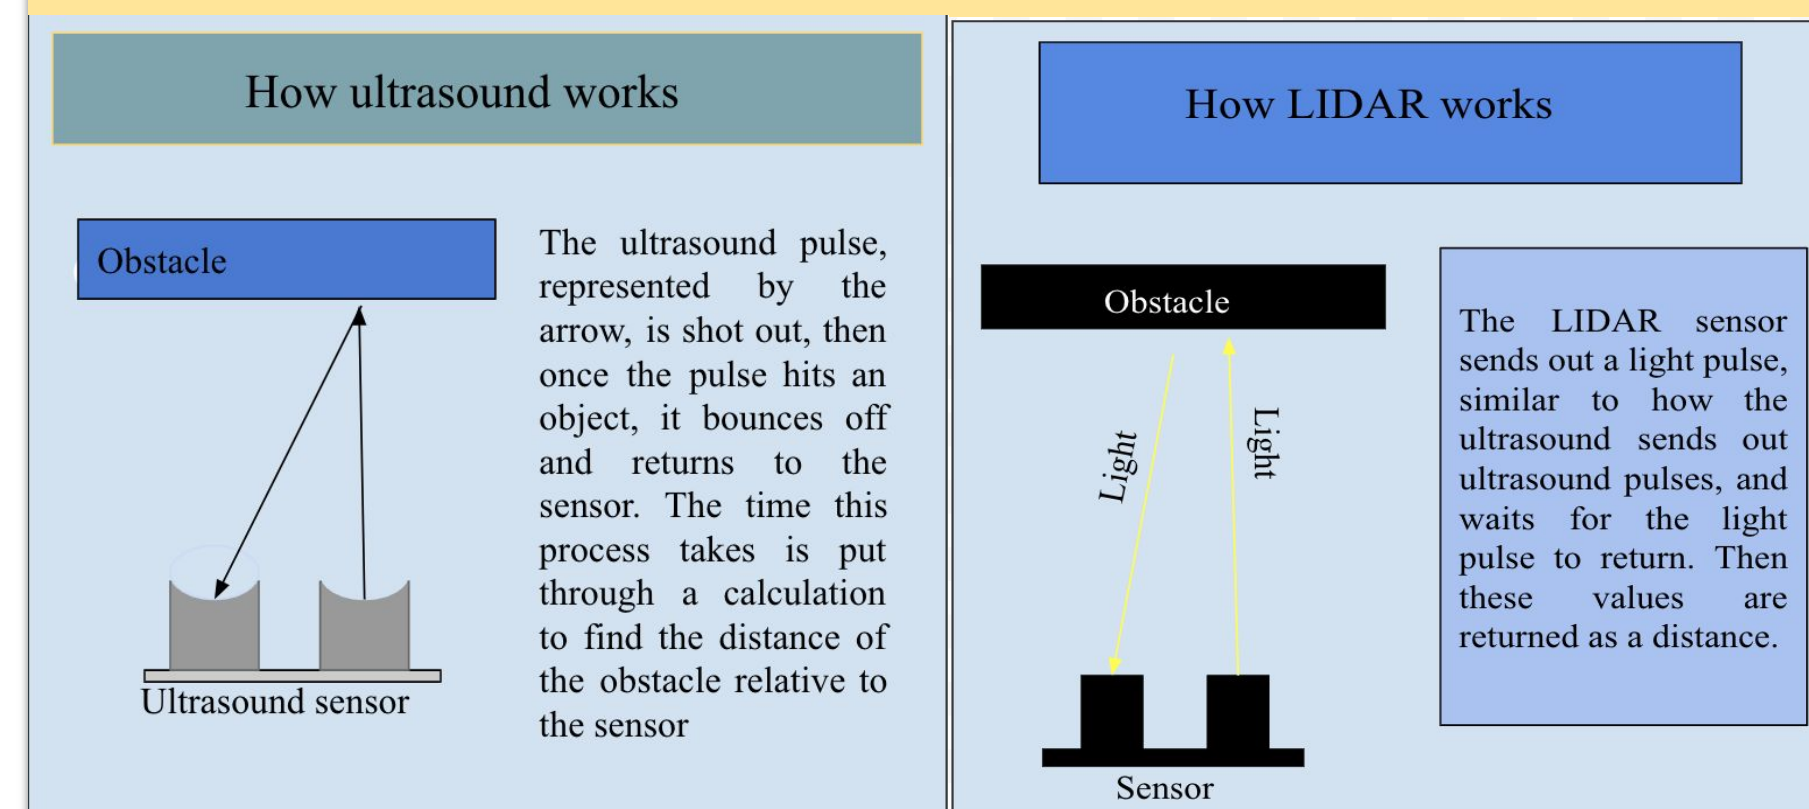 How ultrasound works
Obstacle
The ultrasound pulse,
represented by the
arrow, is shot out, then
once the pulse hits an
object, it bounces off
and returns to the
sensor. The time this
process takes is put
through a calculation
to find the distance of
the obstacle relative to
the sensor
Ultrasound sensor
How LIDAR works
Obstacle
Light
Light
Sensor
The LIDAR sensor
sends out a light pulse,
similar to how the
ultrasound sends out
ultrasound pulses, and
waits for the light
pulse to return. Then
these values are
returned as a distance.